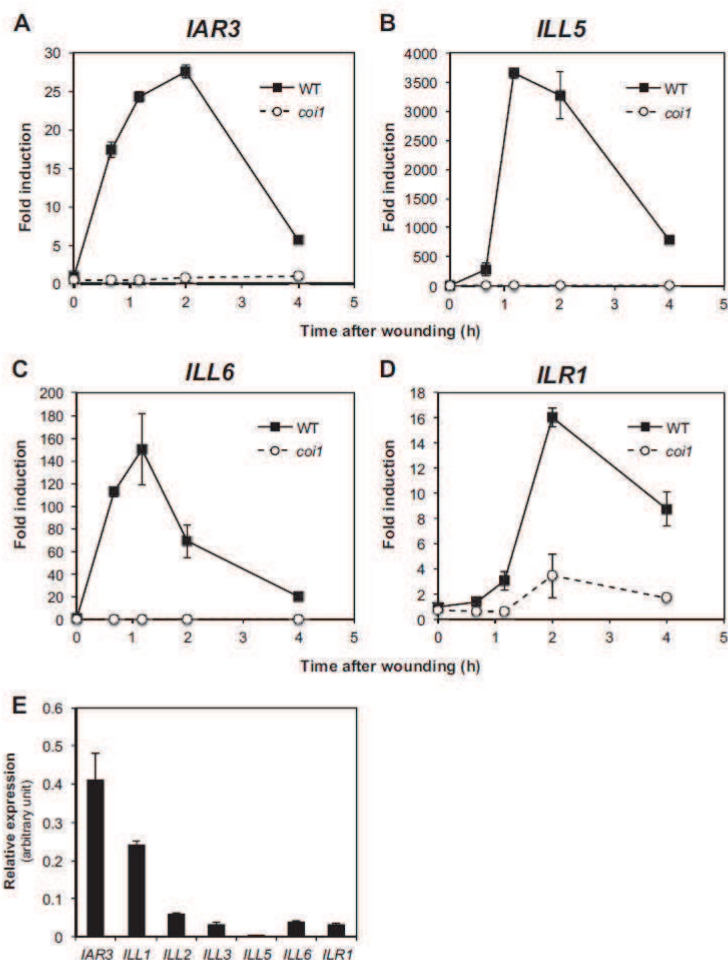 A
IAR3
Fold induction
30
25
20
15
10
5
0
0 1 2 3 4 5
WT
coi1
B
ILL5
Fold induction
4000
3500
3000
2500
2000
1500
1000
500
0
0 1 2 3 4 5
WT
coi1
Time after wounding (h)
C
ILL6
Fold induction
200
180
160
140
120
100
80
60
40
20
0
0 1 2 3 4 5
WT
coi1
D
ILR1
Fold induction
18
16
14
12
10
8
6
4
2
0
0 1 2 3 4 5
WT
coi1
Time after wounding (h)
E
Relative expression
(arbitrary unit)
0.6
0.5
0.4
0.3
0.2
0.1
0
IAR3 ILL1 ILL2 ILL3 ILL5 ILL6 ILR1